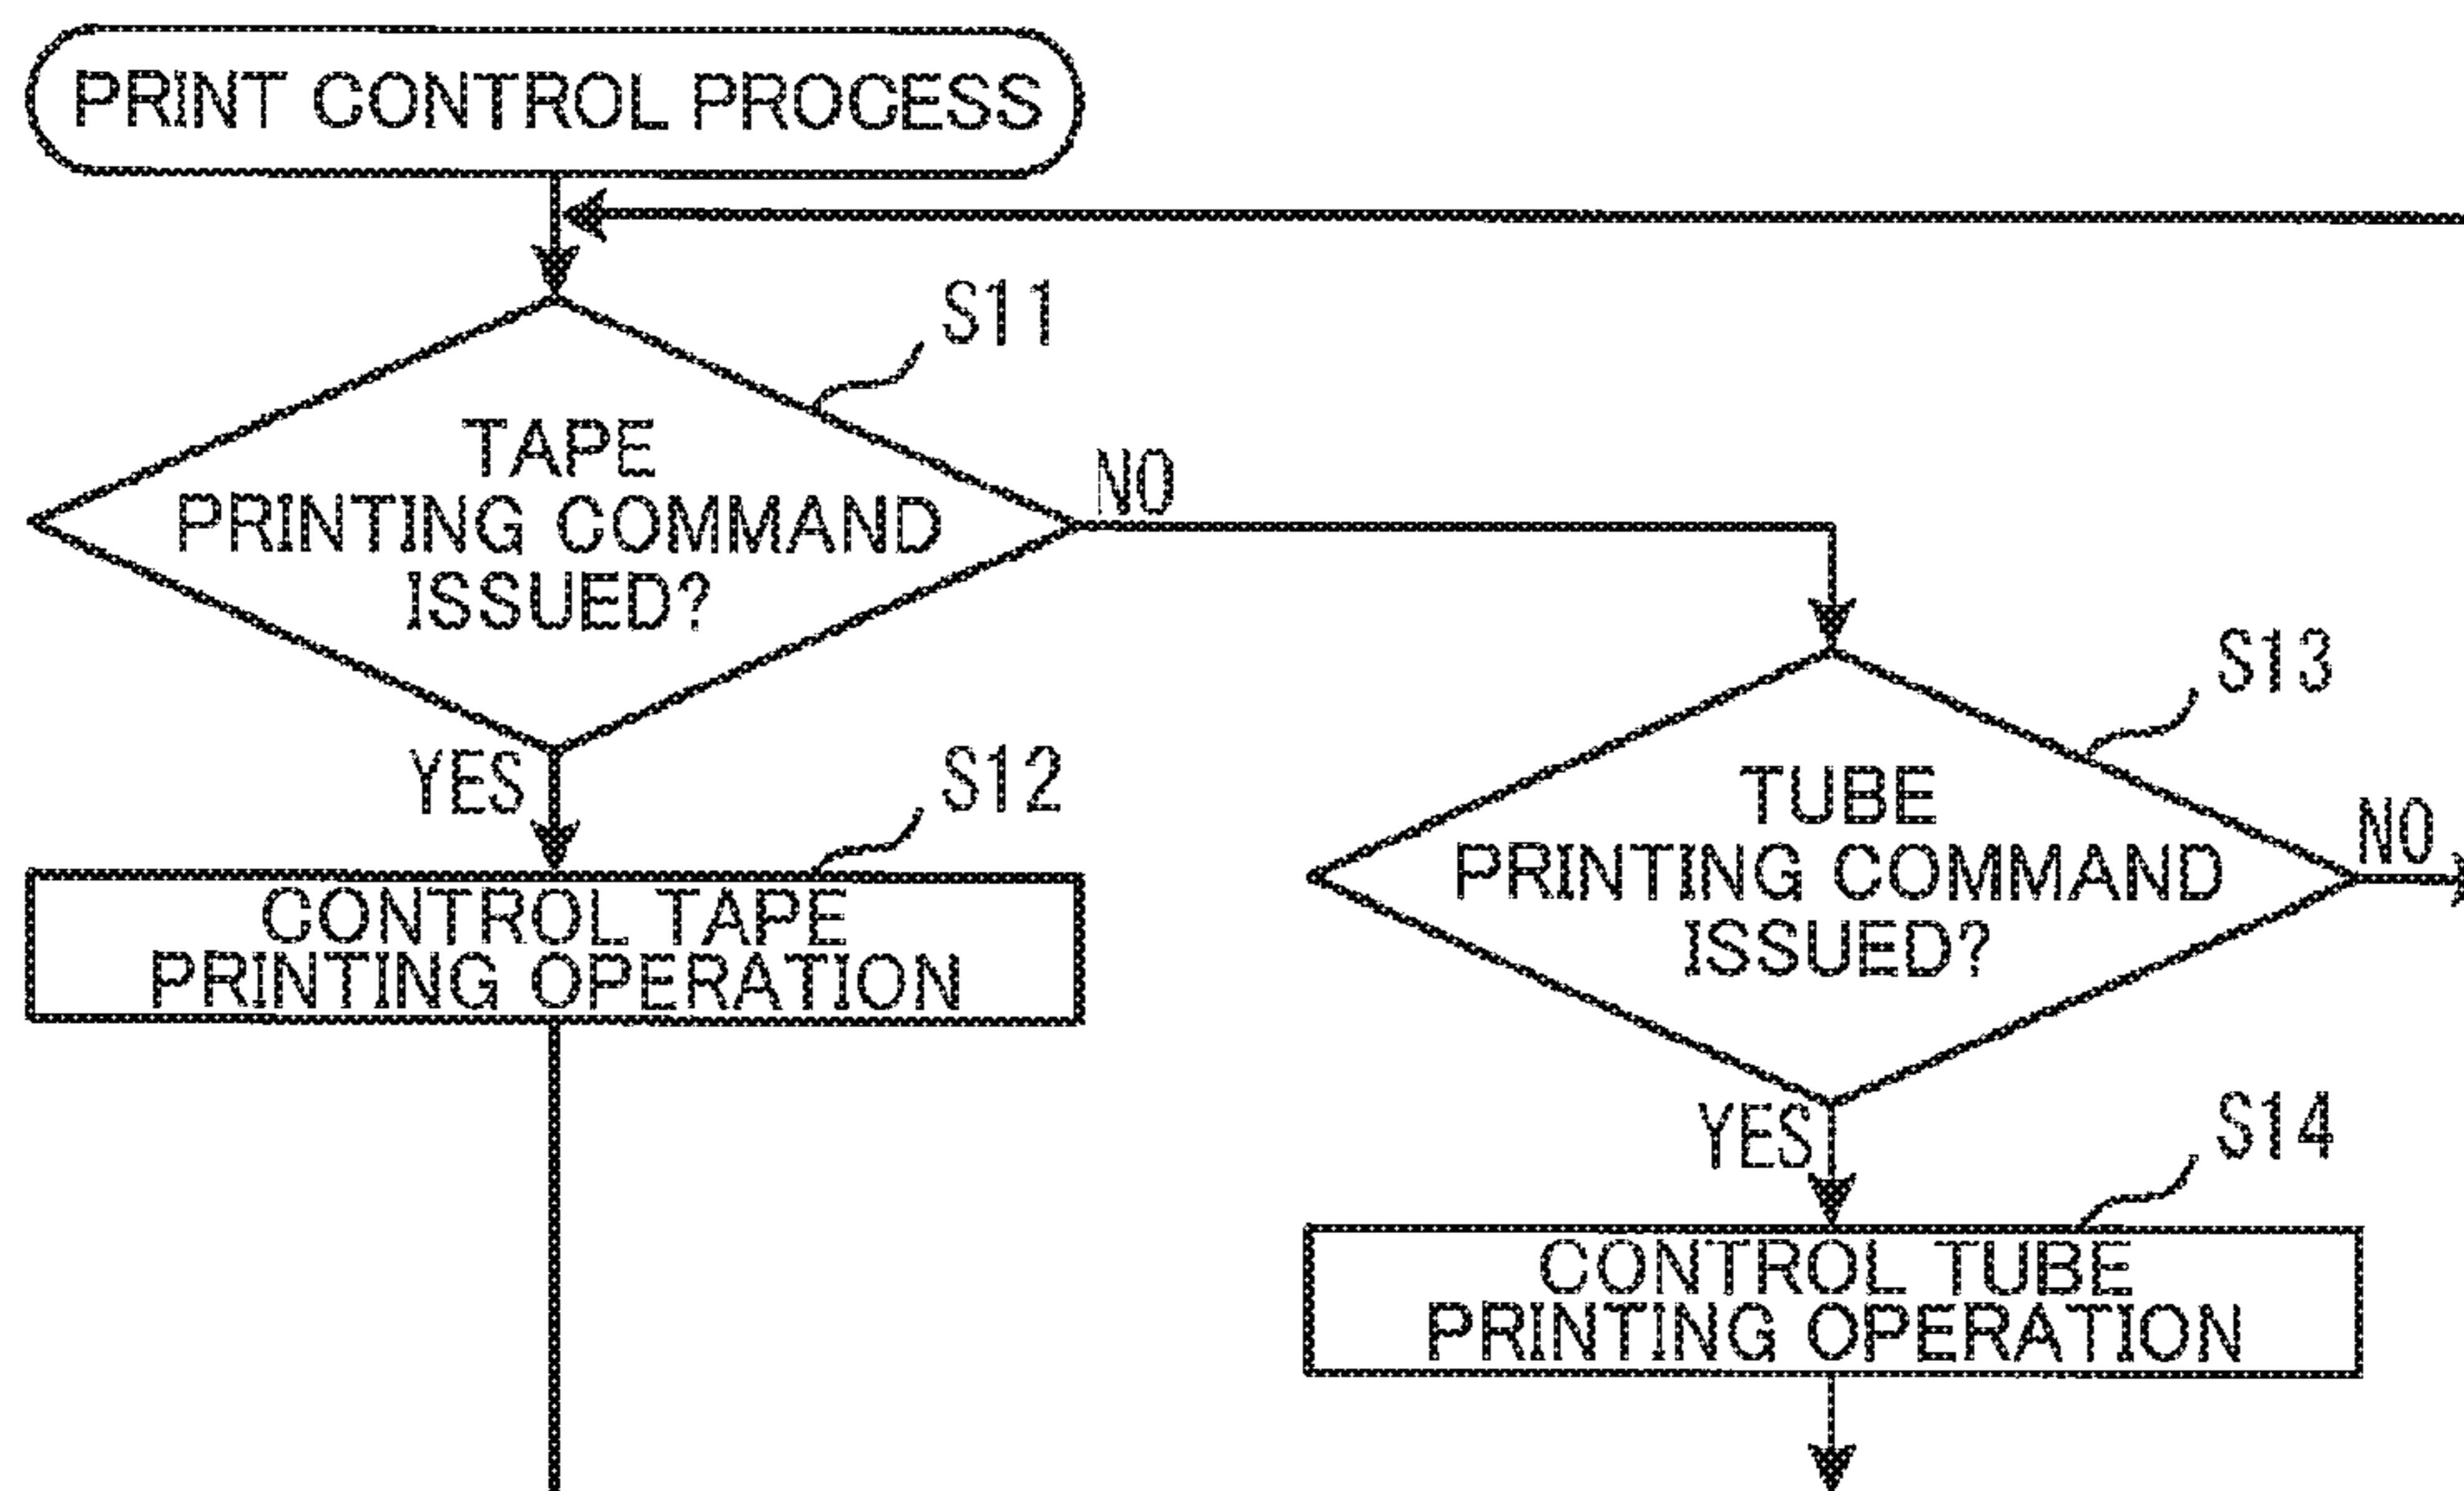 PRINT CONTROL PROCESS
S11
TAPE
PRINTING COMMAND
ISSUED?
NO
YES
S12
CONTROL TAPE
PRINTING OPERATION
S13
TUBE
PRINTING COMMAND
ISSUED?
NO
YES
S14
CONTROL TUBE
PRINTING OPERATION